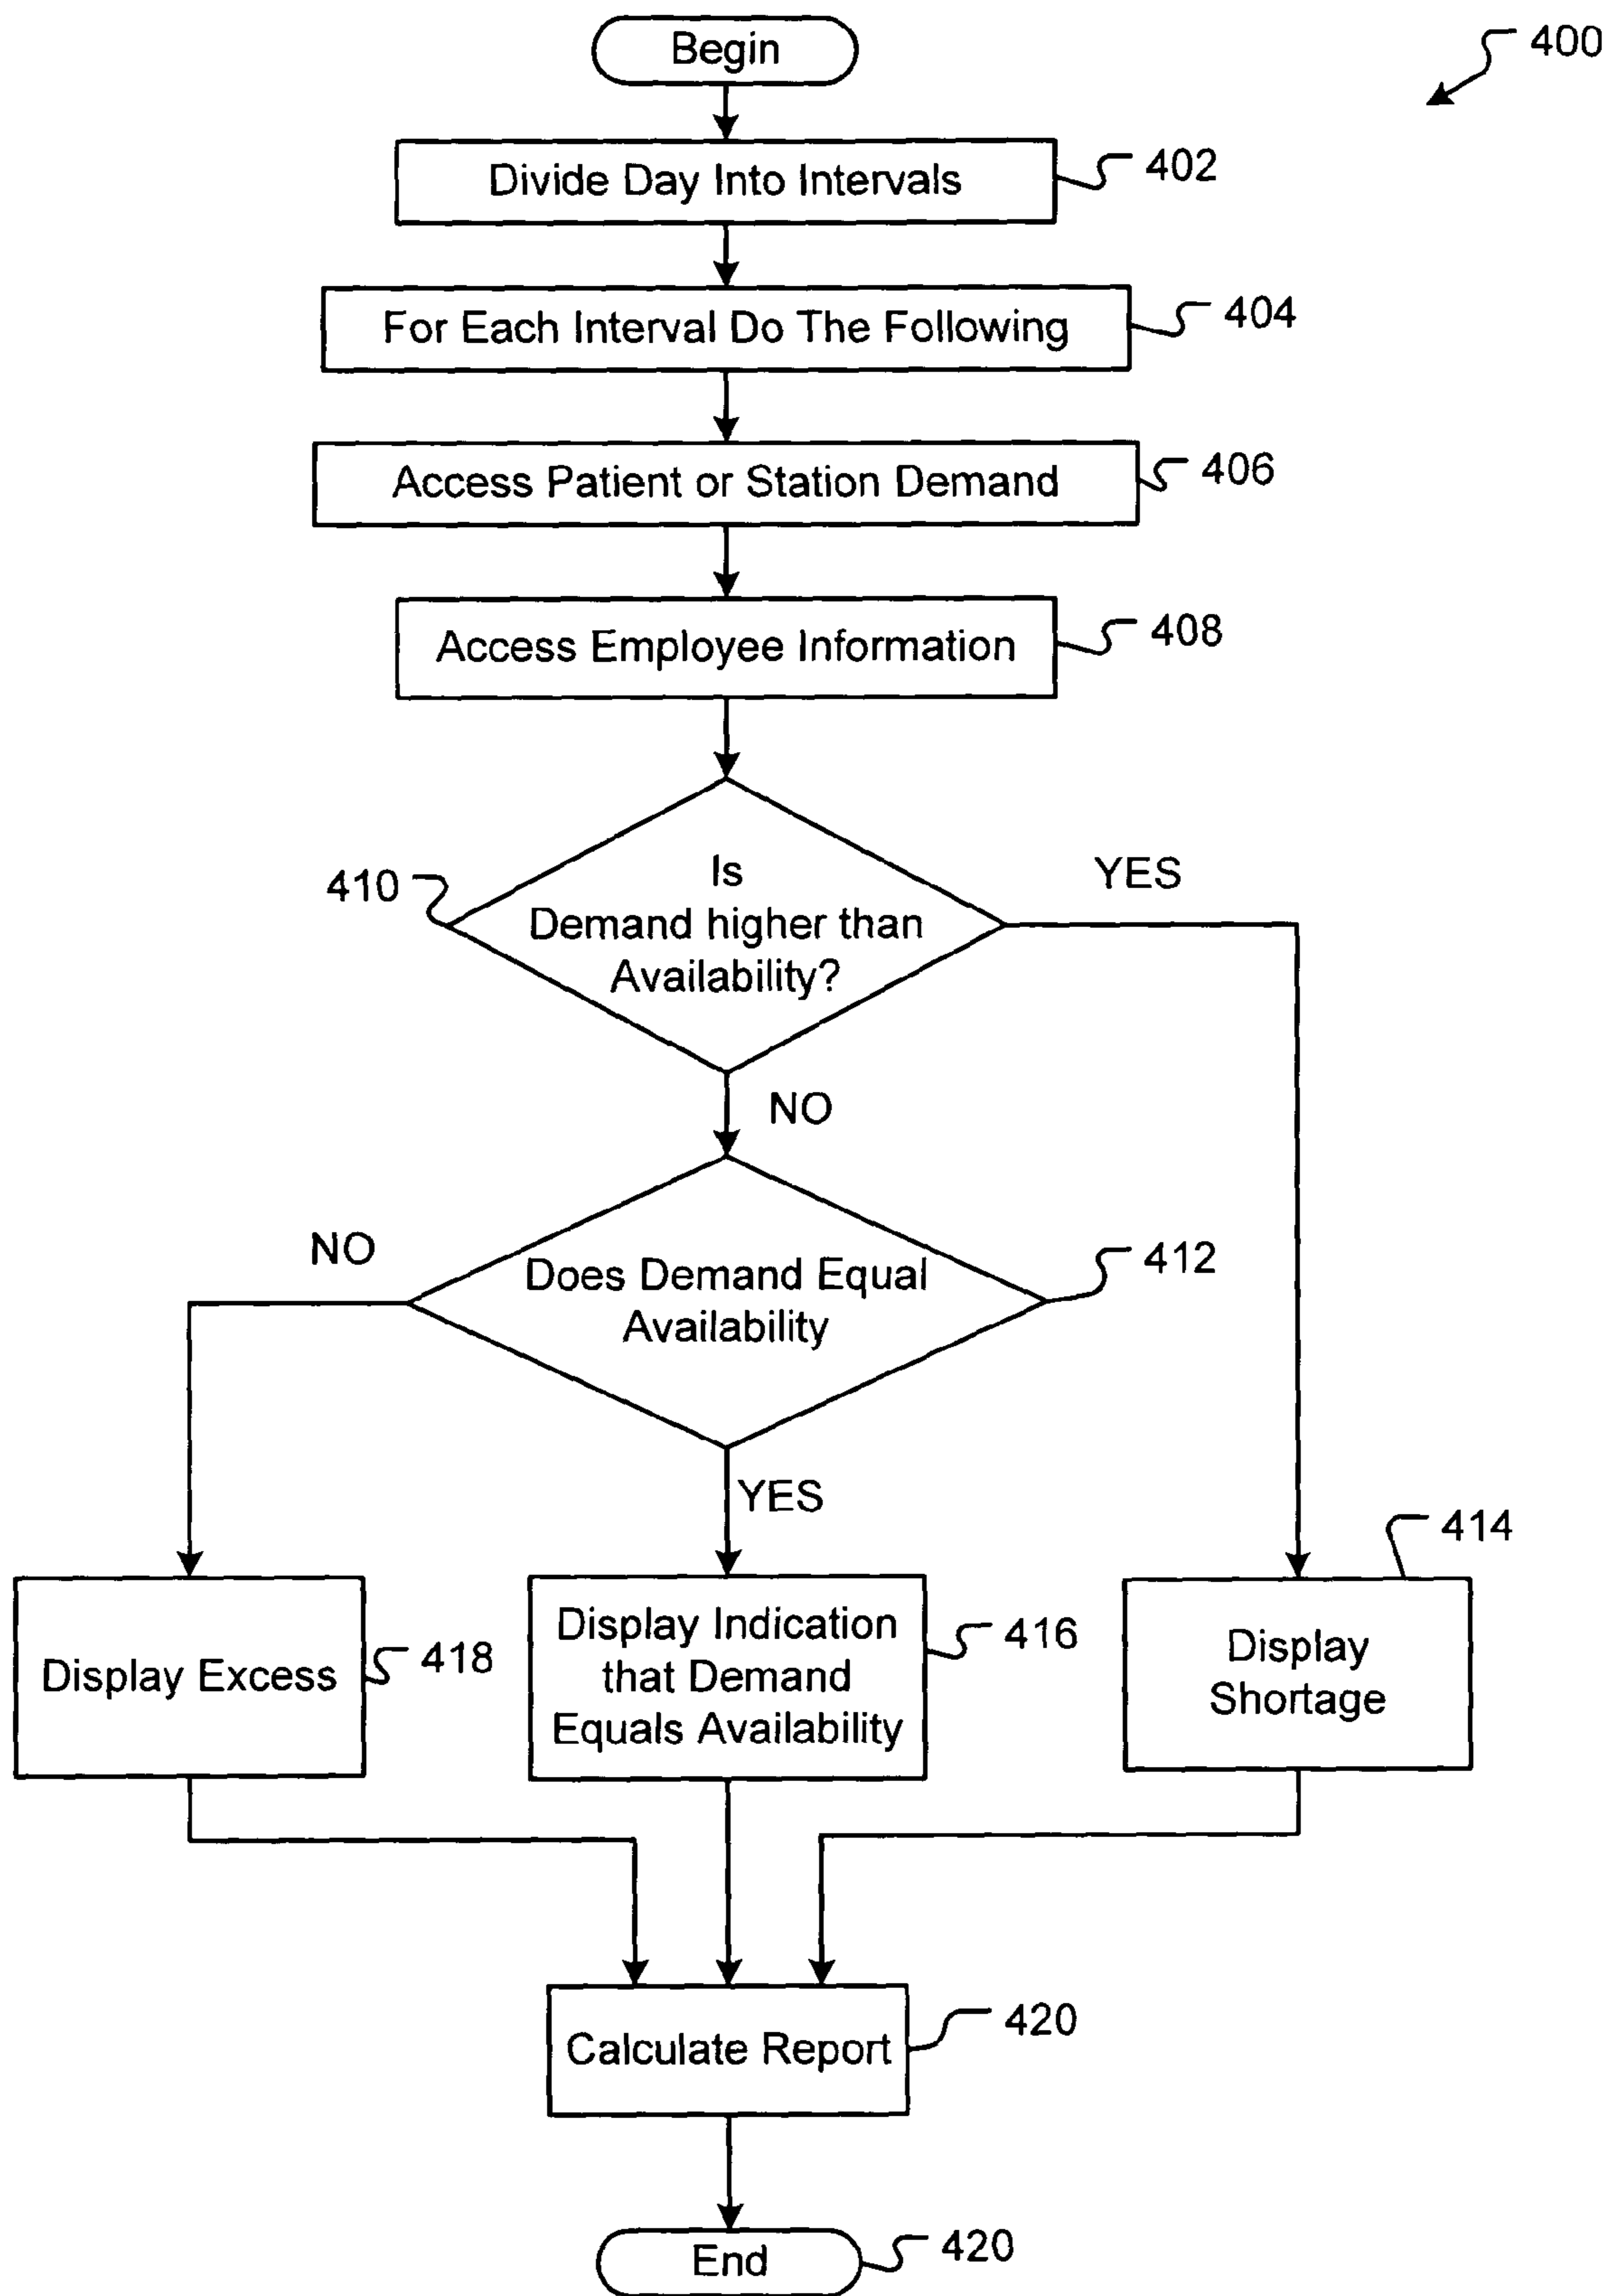 Begin
400
Divide Day Into Intervals
402
For Each Interval Do The Following
404
Access Patient or Station Demand
406
Access Employee Information
408
410
Is
Demand higher than
Availability?
YES
NO
NO
Does Demand Equal
Availability
412
YES
414
Display Excess
418
Display Indication
that Demand
Equals Availability
416
Display
Shortage
Calculate Report
420
End
420